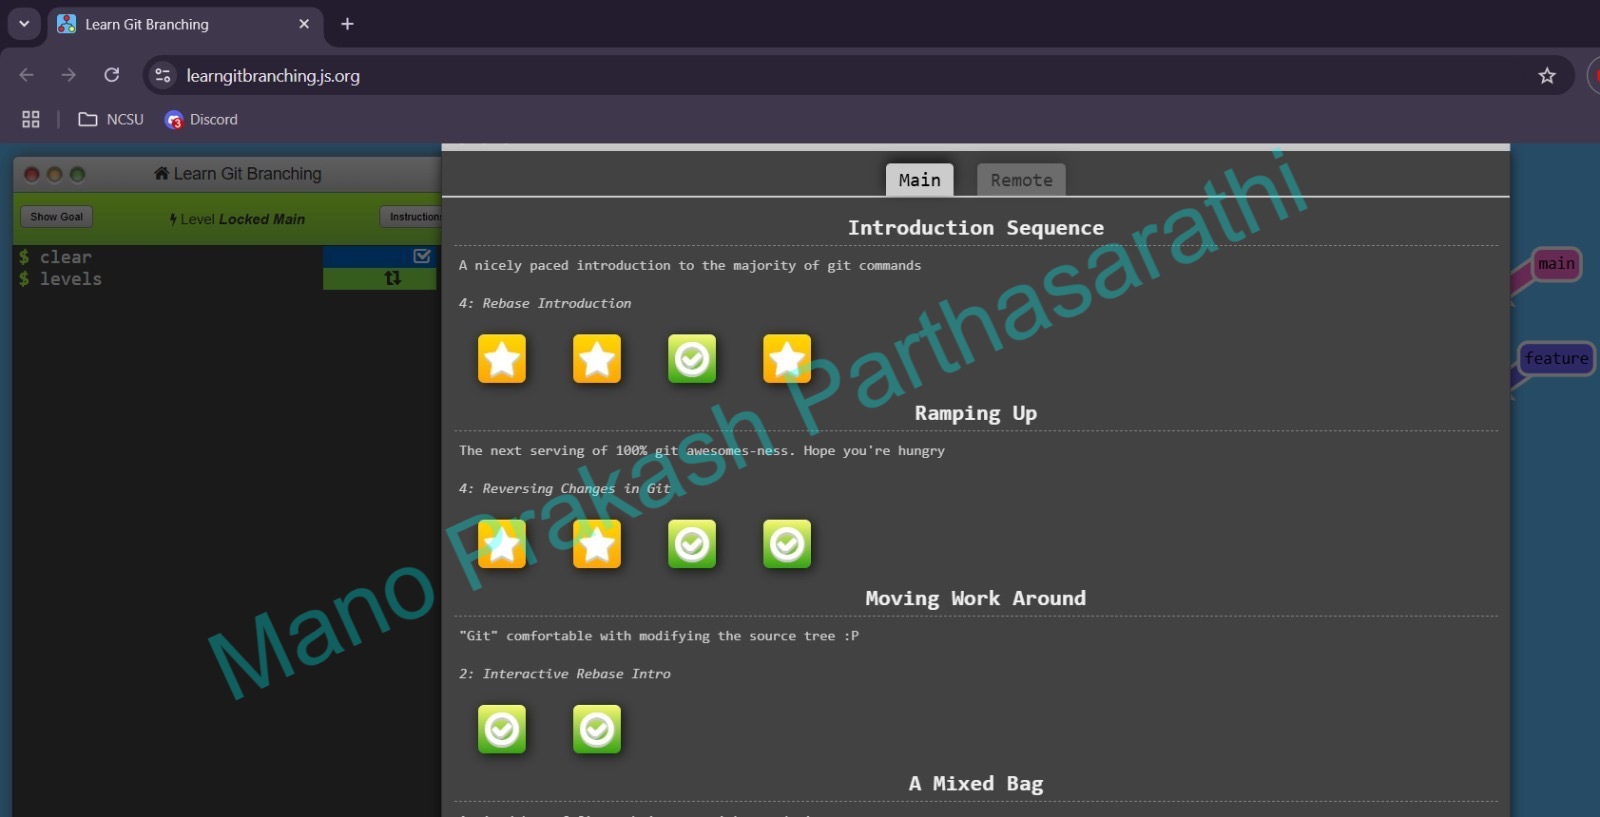 Learn Git Branching
learngitbranching.js.org
NCSU
Discord
Learn Git Branching
Show Goal
Level Locked Main
Instructions
$ clear
$ levels
Main
Remote
Introduction Sequence
A nicely paced introduction to the majority of git commands
4: Rebase Introduction
Ramping Up
The next serving of 100% git awesomes-ness. Hope you're hungry
4: Reversing Changes in Git
Moving Work Around
"Git" comfortable with modifying the source tree :P
2: Interactive Rebase Intro
A Mixed Bag
main
feature
Mano Prakash Parthasarathi